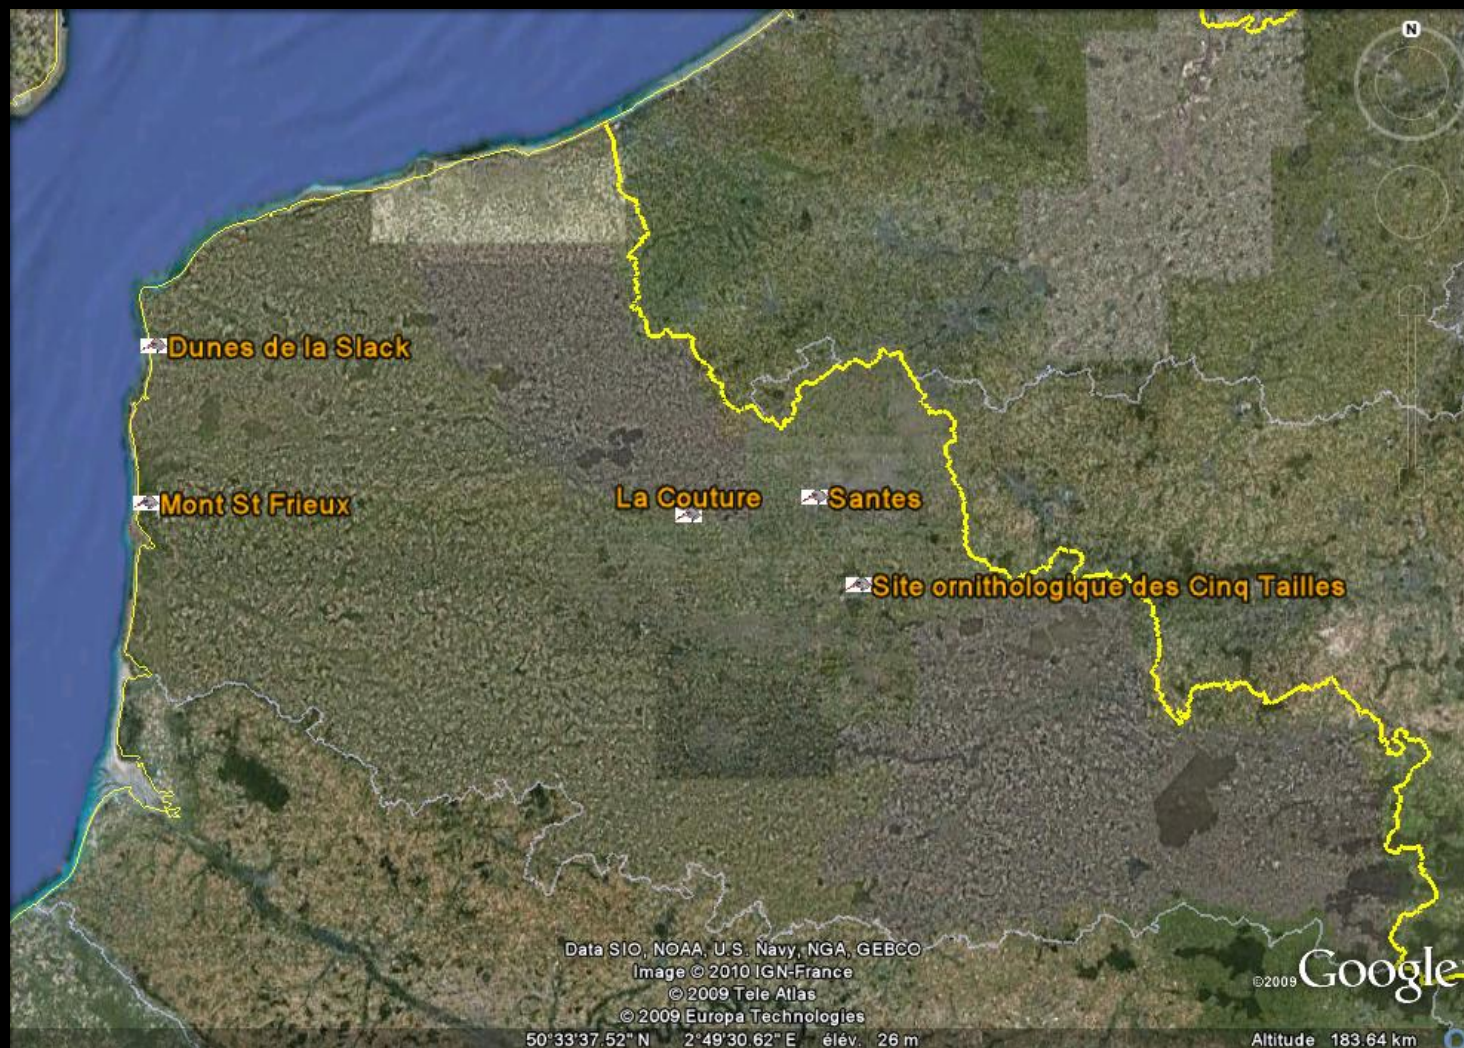 N
Dunes de la Slack
Mont St Frieux
La Couture
Santes
Site ornithologique des Cinq Tailles
Data SIO, NOAA, U.S. Navy, NGA, GEBCO
Image © 2010 IGN-France
© 2009 Tele Atlas
© 2009 Europa Technologies
©2009 Google
50°33'37.52" N 2°49'30.62" E élév. 26 m
Altitude 183.64 km